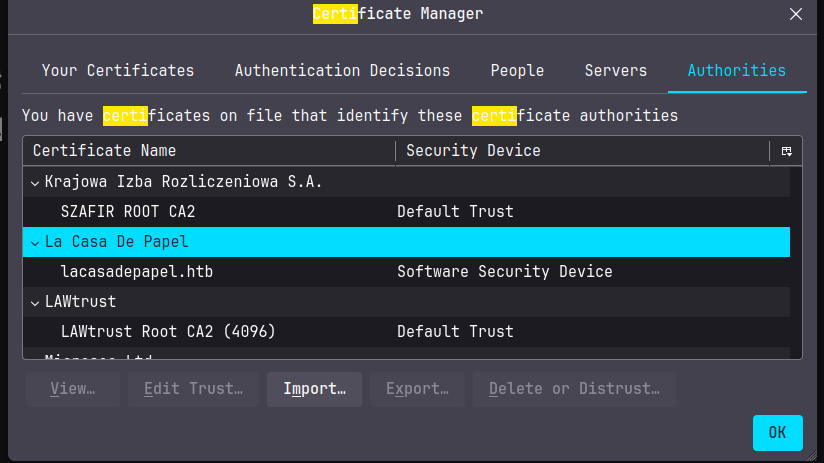 Certificate Manager
Your Certificates Authentication Decisions People Servers Authorities
You have certificates on file that identify these certificate authorities
Certificate Name Security Device
Krajowa Izba Rozliczeniowa S.A.
SZAFIR ROOT CA2 Default Trust
La Casa De Papel
lacasadepapel.htb Software Security Device
LAWtrust
LAWtrust Root CA2 (4096) Default Trust
Ltd.
View… Edit Trust… Import… Export… Delete or Distrust…
OK